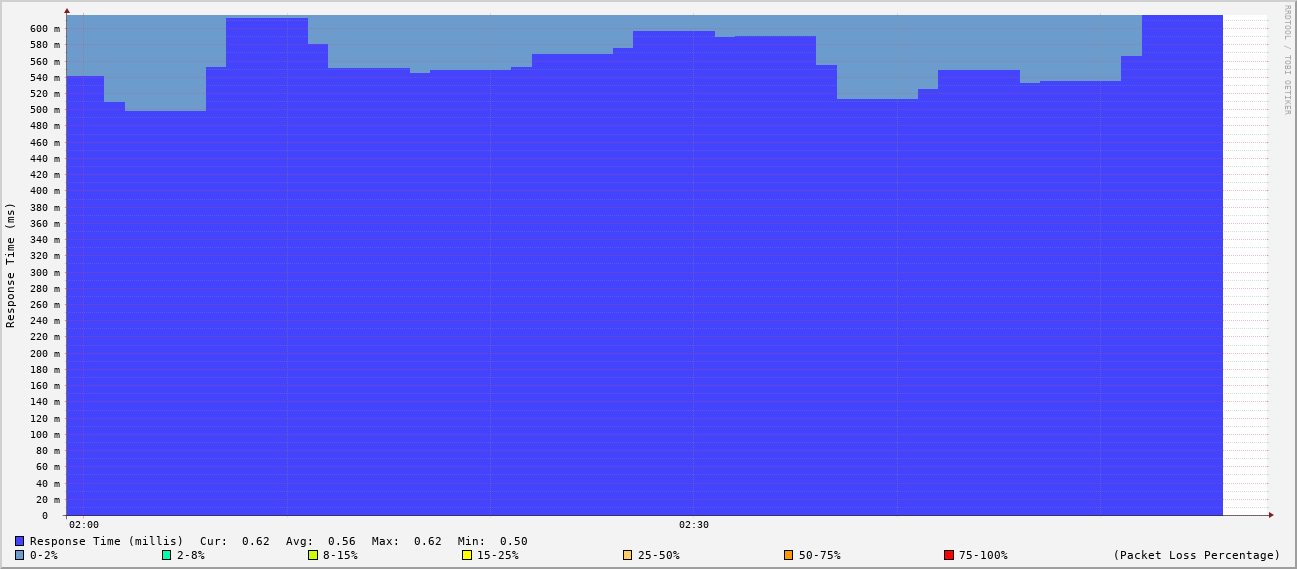 RRDTOOL / TOBI OETIKER
Response Time (ms)
600 m
580 m
560 m
540 m
520 m
500 m
480 m
460 m
440 m
420 m
400 m
380 m
360 m
340 m
320 m
300 m
280 m
260 m
240 m
220 m
200 m
180 m
160 m
140 m
120 m
100 m
80 m
60 m
40 m
20 m
0
02:00 02:30
Response Time (millis) Cur: 0.62 Avg: 0.56 Max: 0.62 Min: 0.50
0-2% 2-8% 8-15% 15-25% 25-50% 50-75% 75-100% (Packet Loss Percentage)